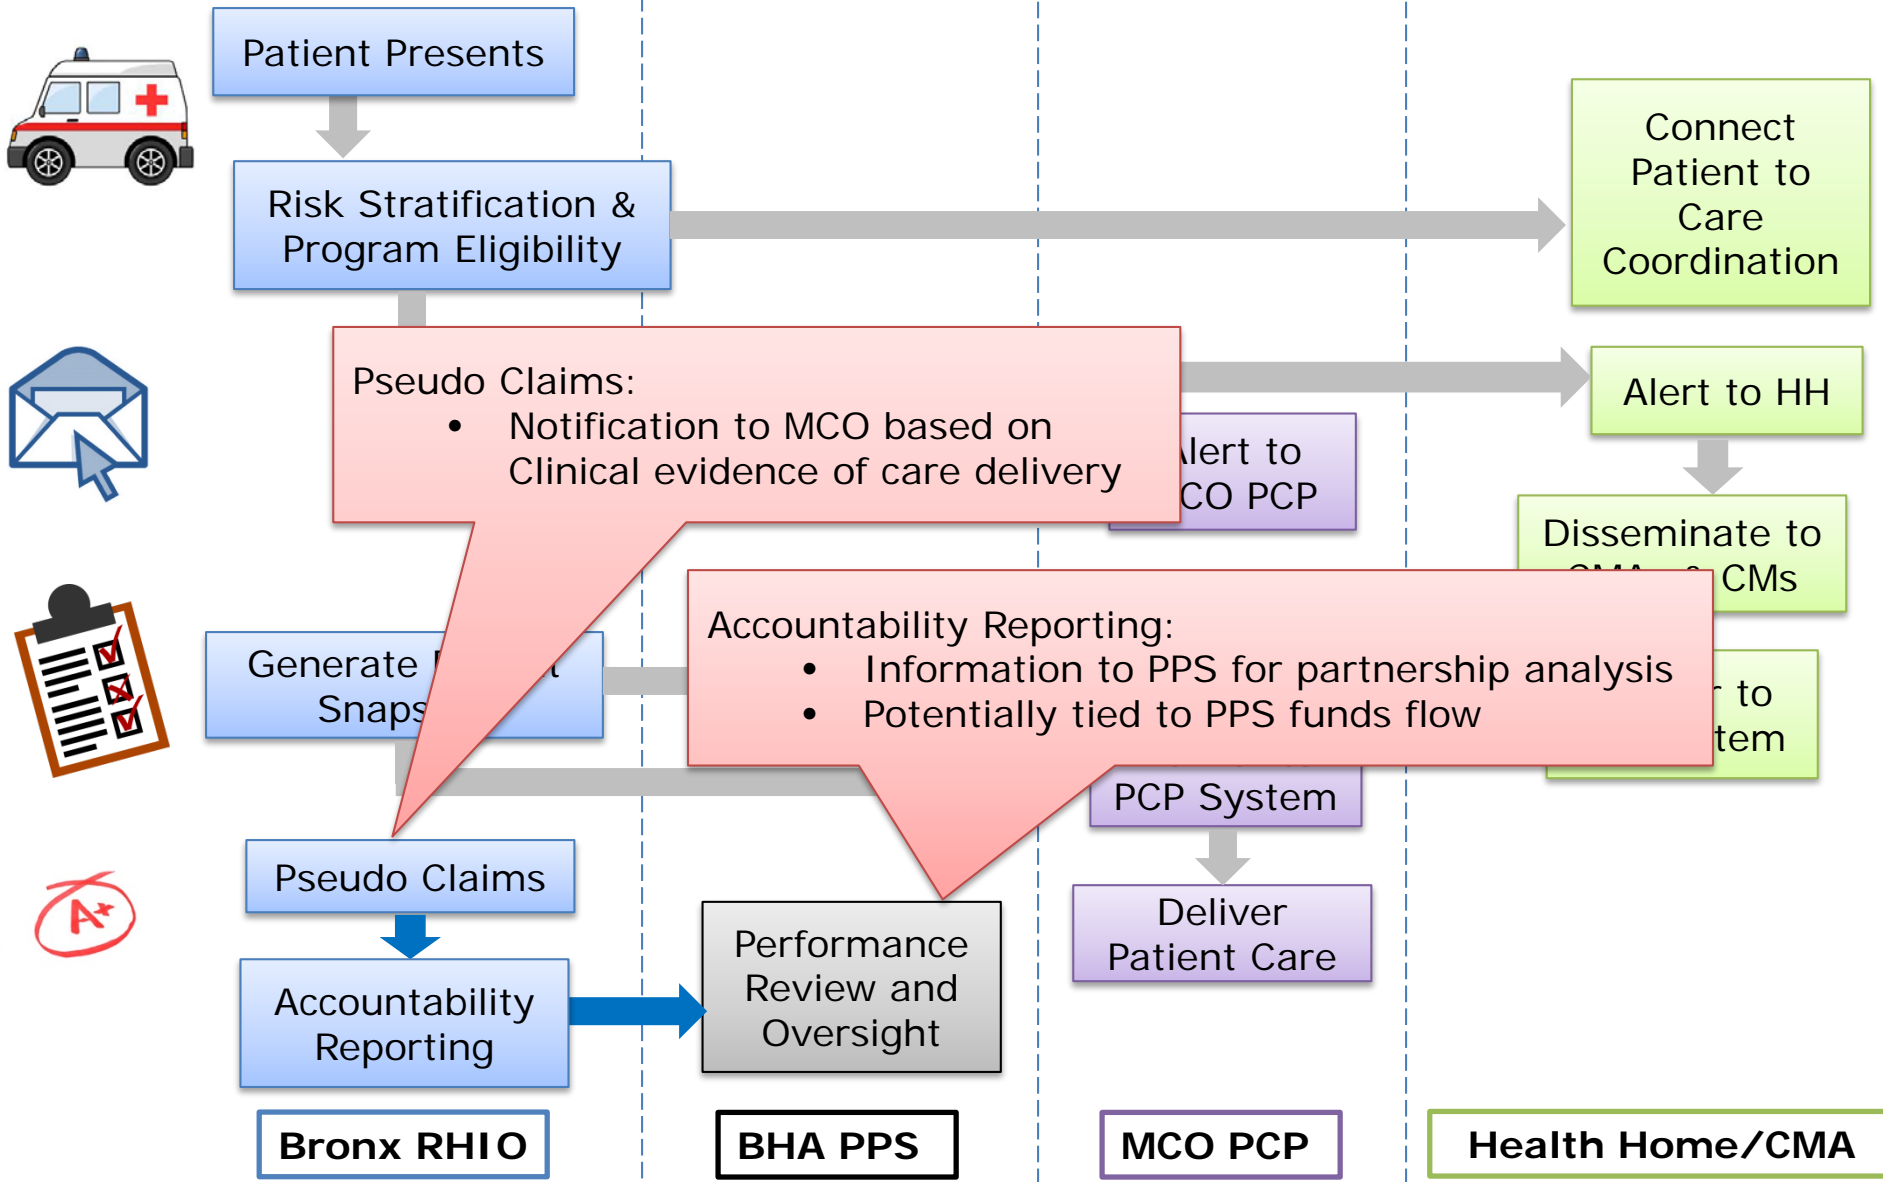 Patient Presents
Risk Stratification &
Program Eligibility
Connect
Patient to
Care
Coordination
Pseudo Claims:
• Notification to MCO based on
Clinical evidence of care delivery
Alert to HH
to
PCP
Disseminate to
& CMs
Accountability Reporting:
• Information to PPS for partnership analysis
• Potentially tied to PPS funds flow
Generate
to
PCP System
Pseudo Claims
A+
Deliver
Patient Care
Performance
Review and
Oversight
Accountability
Reporting
Bronx RHIO
BHA PPS
MCO PCP
Health Home/CMA